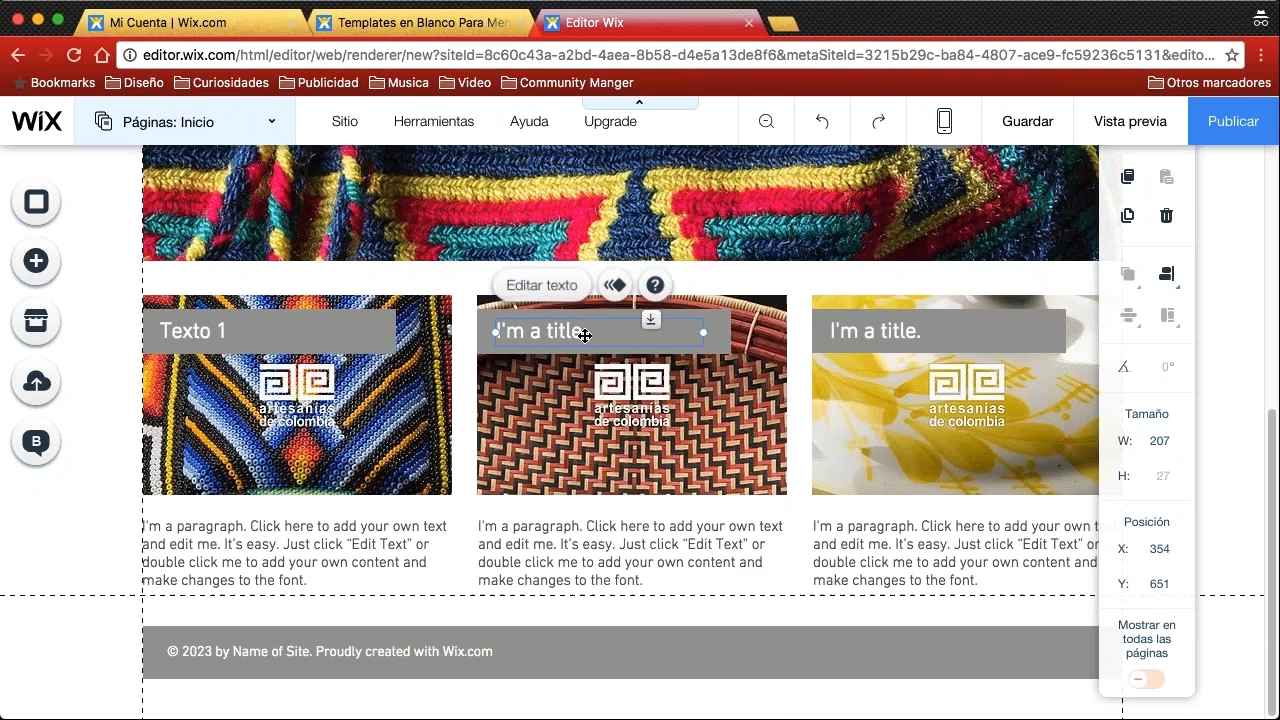 Mi Cuenta | Wix.com
Templates en Blanco Para Mer
Editor Wix
editor.wix.com/html/editor/web/renderer/new?siteId=8c60c43a-a2bd-4aea-8b58-d4e5a13de8f6&metaSiteId=3215b29c-ba84-4807-ace9-fc59236c5131&edito...
Bookmarks Diseño Curiosidades Publicidad Musica Video Community Manger Otros marcadores
WiX Páginas: Inicio Sitio Herramientas Ayuda Upgrade Guardar Vista previa Publicar
Editar texto
Texto 1
I'm a title.
I'm a title.
artesanías
de colombia
artesanías
de colombia
artesanías
de colombia
I'm a paragraph. Click here to add your own text
and edit me. It's easy. Just click “Edit Text” or
double click me to add your own content and
make changes to the font.
I'm a paragraph. Click here to add your own text
and edit me. It's easy. Just click “Edit Text” or
double click me to add your own content and
make changes to the font.
I'm a paragraph. Click here to add your own text
and edit me. It's easy. Just click “Edit Text” or
double click me to add your own content and
make changes to the font.
© 2023 by Name of Site. Proudly created with Wix.com
0°
Tamaño
W: 207
H: 27
Posición
X: 354
Y: 651
Mostrar en
todas las
páginas
B